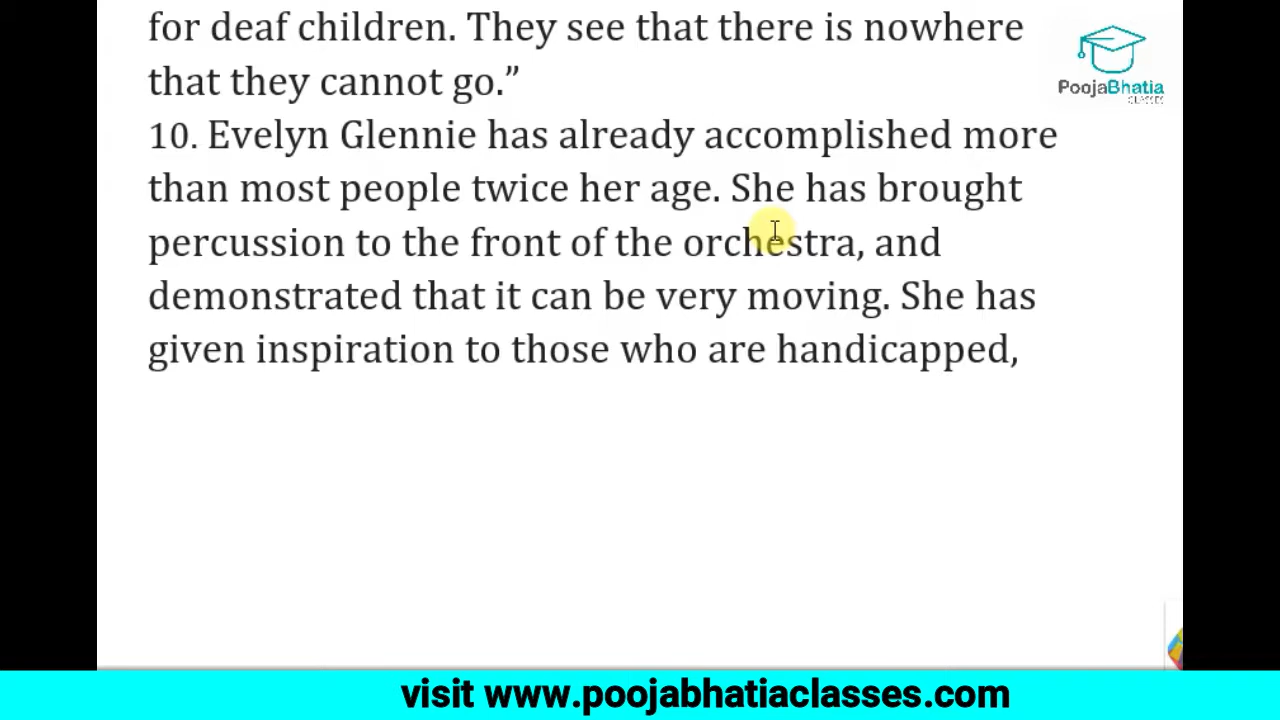 for deaf children. They see that there is nowhere
that they cannot go.”
PoojaBhatia
CLASSES
10. Evelyn Glennie has already accomplished more
than most people twice her age. She has brought
percussion to the front of the orchestra, and
demonstrated that it can be very moving. She has
given inspiration to those who are handicapped,
visit www.poojabhatiaclasses.com